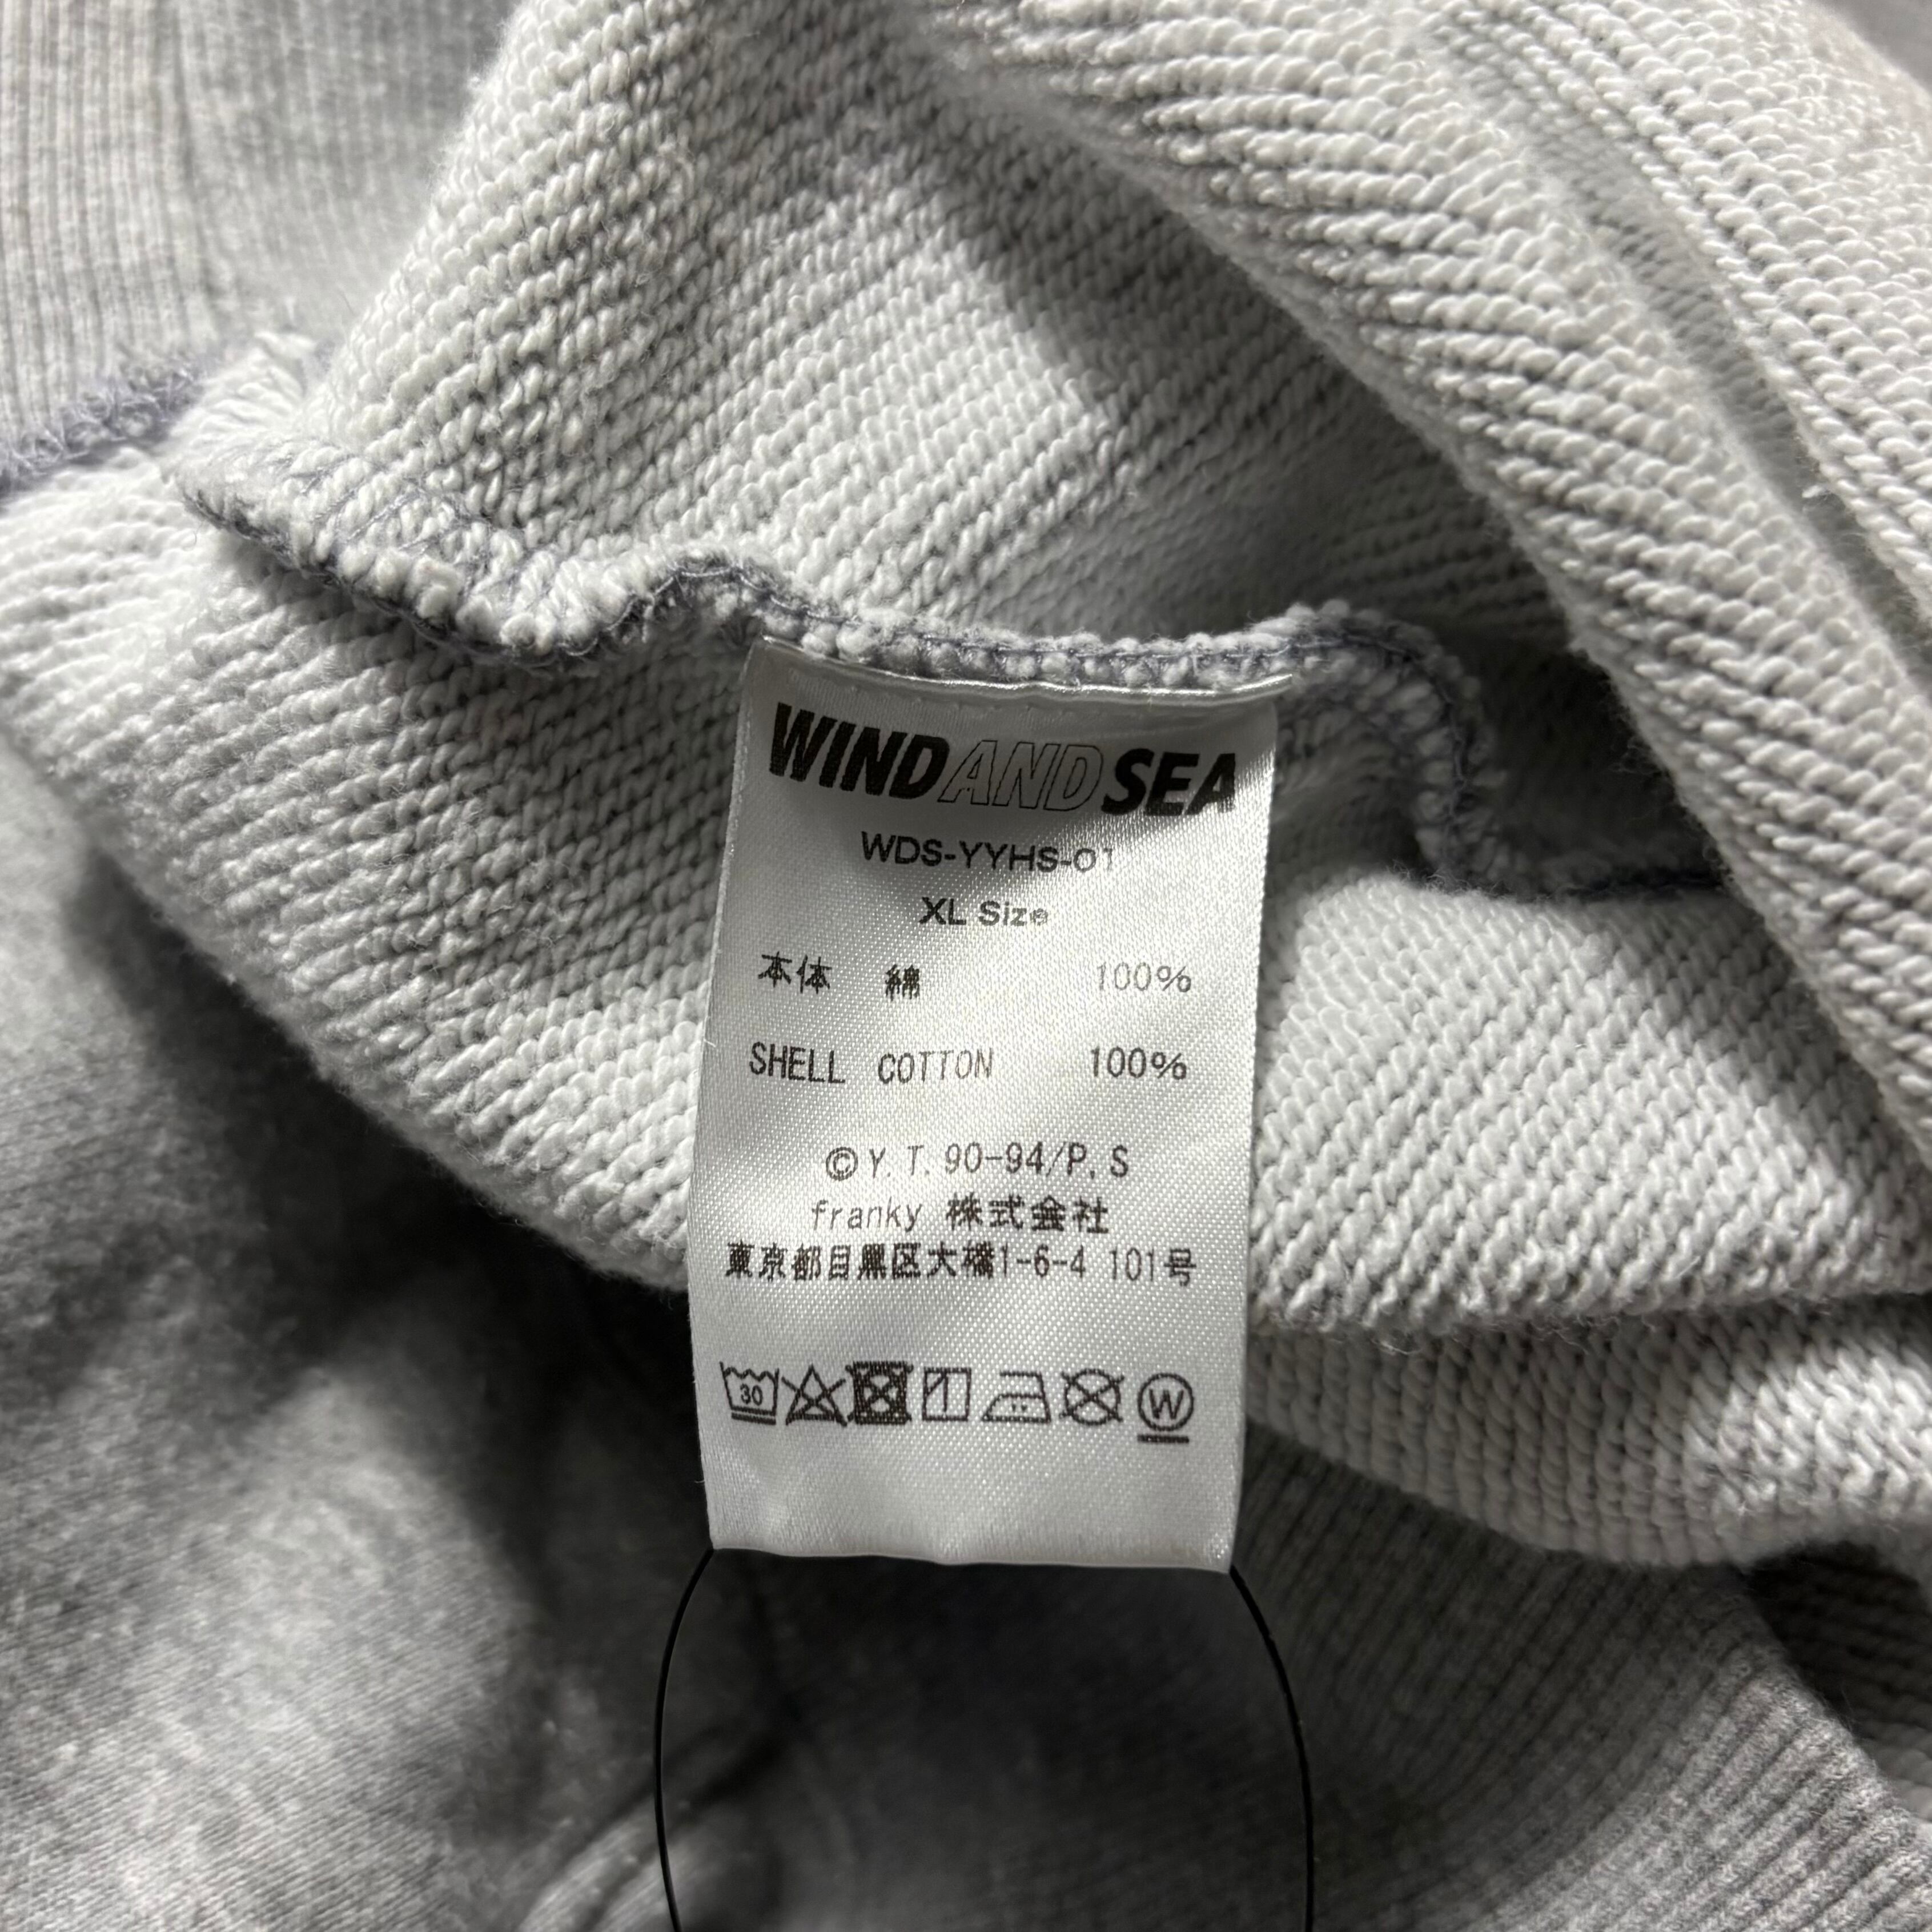 WINDANDSEA
WDS-YYHS-01
XL Size
本体 綿 100%
SHELL COTTON 100%
©Y.T.90-94/P.S
franky 株式会社
東京都目黒区大橋1-6-4 101号
30
W